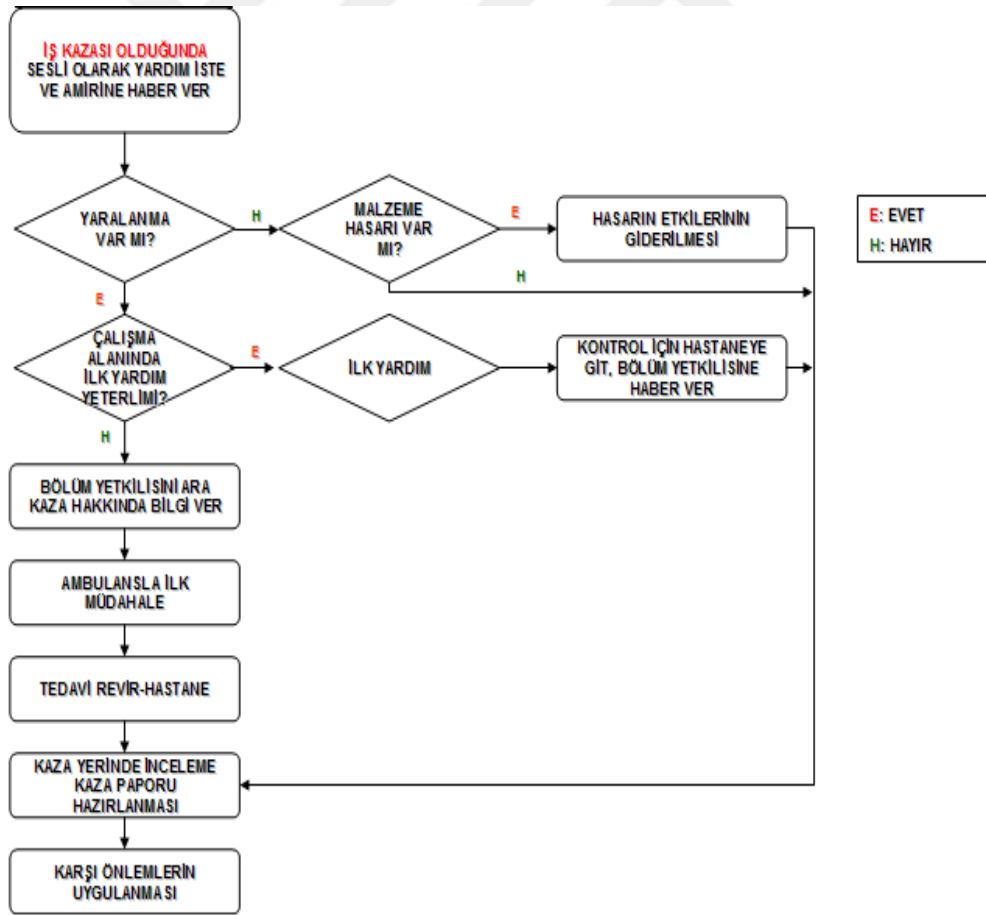 İŞ KAZASI OLDUĞUNDA
SESLİ OLARAK YARDIM İSTE
VE AMİRİNE HABER VER
YARALANMA
VAR MI?
H
MALZEME
HASARI VAR
MI?
E
HASARIN ETKİLERİNİN
GİDERİLMESİ
E: EVET
H: HAYIR
H
E
ÇALIŞMA
ALANINDA
İLK YARDIM
YETERLİMİ?
E
İLK YARDIM
KONTROL İÇİN HASTANEYE
GİT, BÖLÜM YETKİLİSİNE
HABER VER
H
BÖLÜM YETKİLİSİNİ ARA
KAZA HAKKINDA BİLGİ VER
AMBULANSLA İLK
MÜDAHALE
TEDAVİ REVİR-HASTANE
KAZA YERİNDE İNCELEME
KAZA PAPORU
HAZIRLANMASI
KARŞI ÖNLEMLERİN
UYGULANMASI